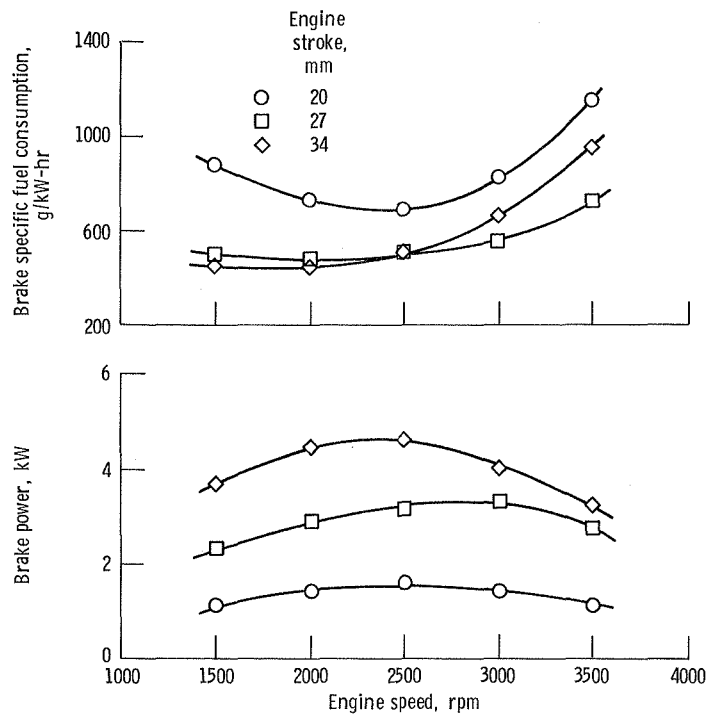 Engine
stroke,
mm
20
27
34
Brake specific fuel consumption,
g/kW-hr
1400
1000
600
200
Brake power, kW
6
4
2
0
1000 1500 2000 2500 3000 3500 4000
Engine speed, rpm